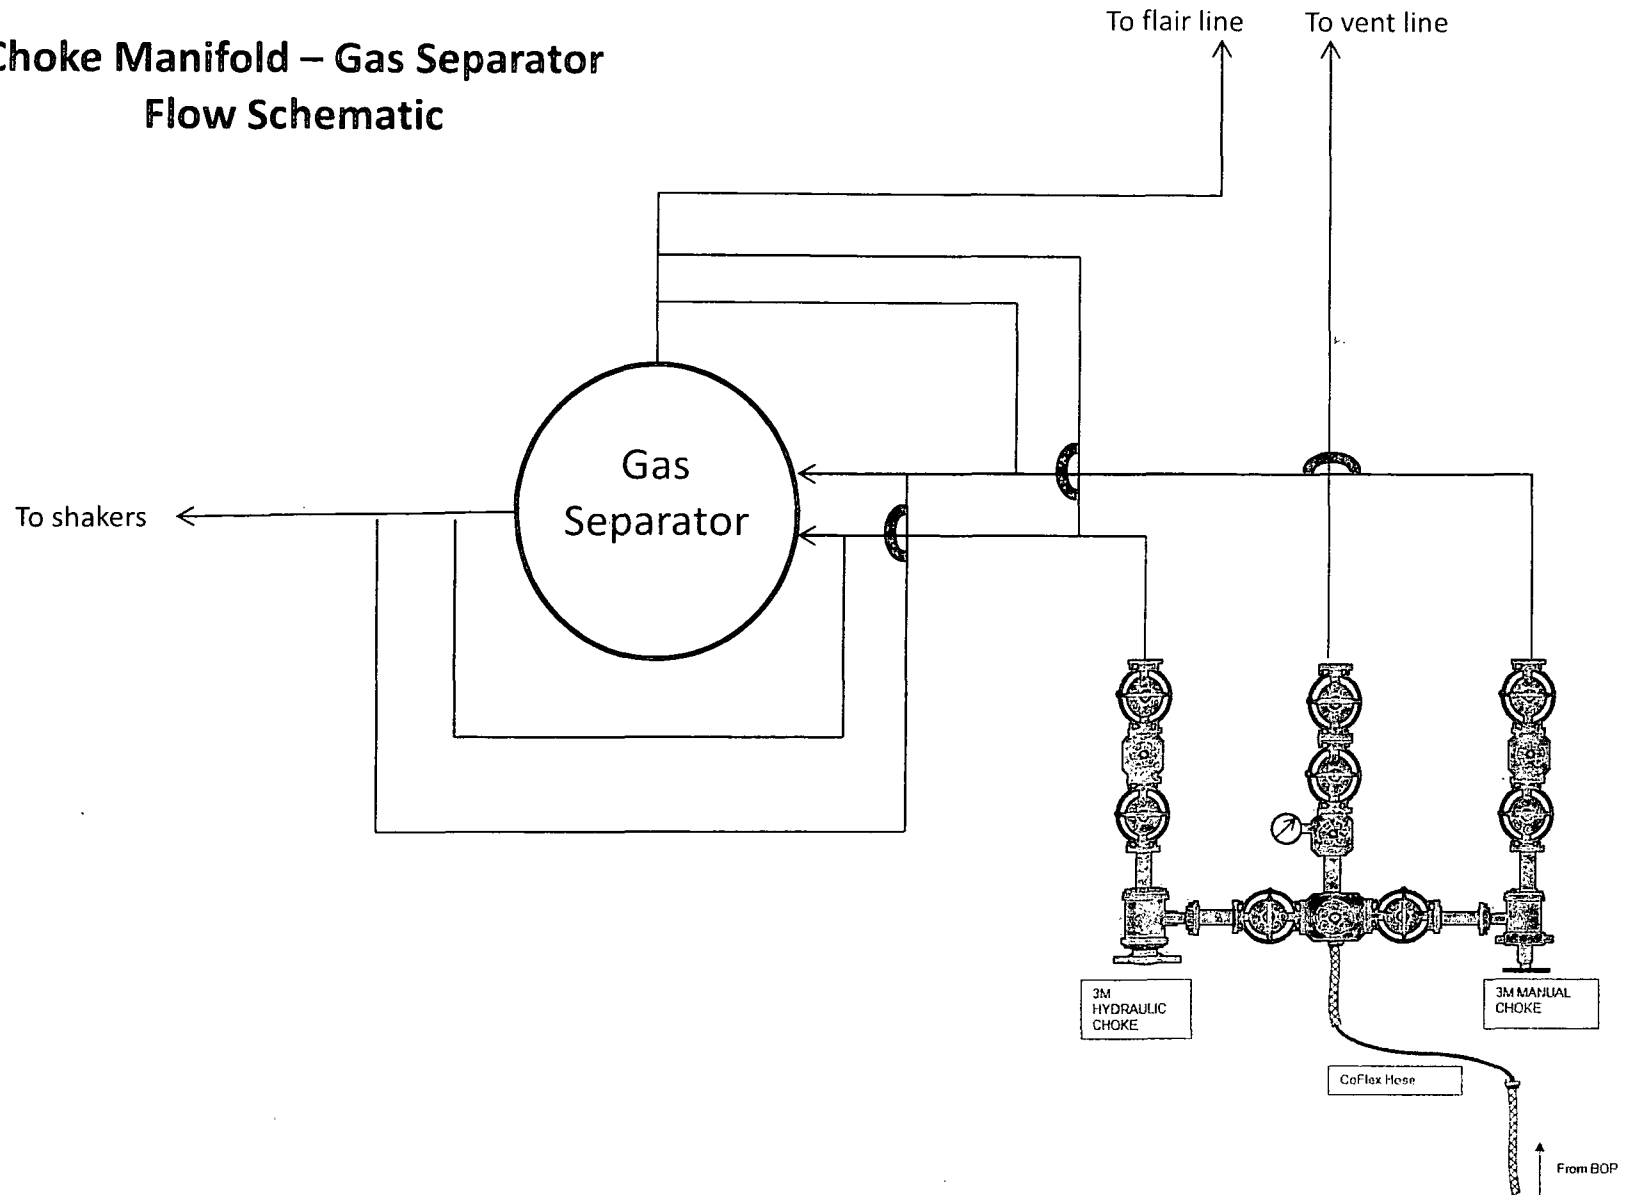 Choke Manifold – Gas Separator
Flow Schematic
To flair line
To vent line
Gas
Separator
To shakers
3M
HYDRAULIC
CHOKE
3M MANUAL
CHOKE
CoFlex Hose
From BOP